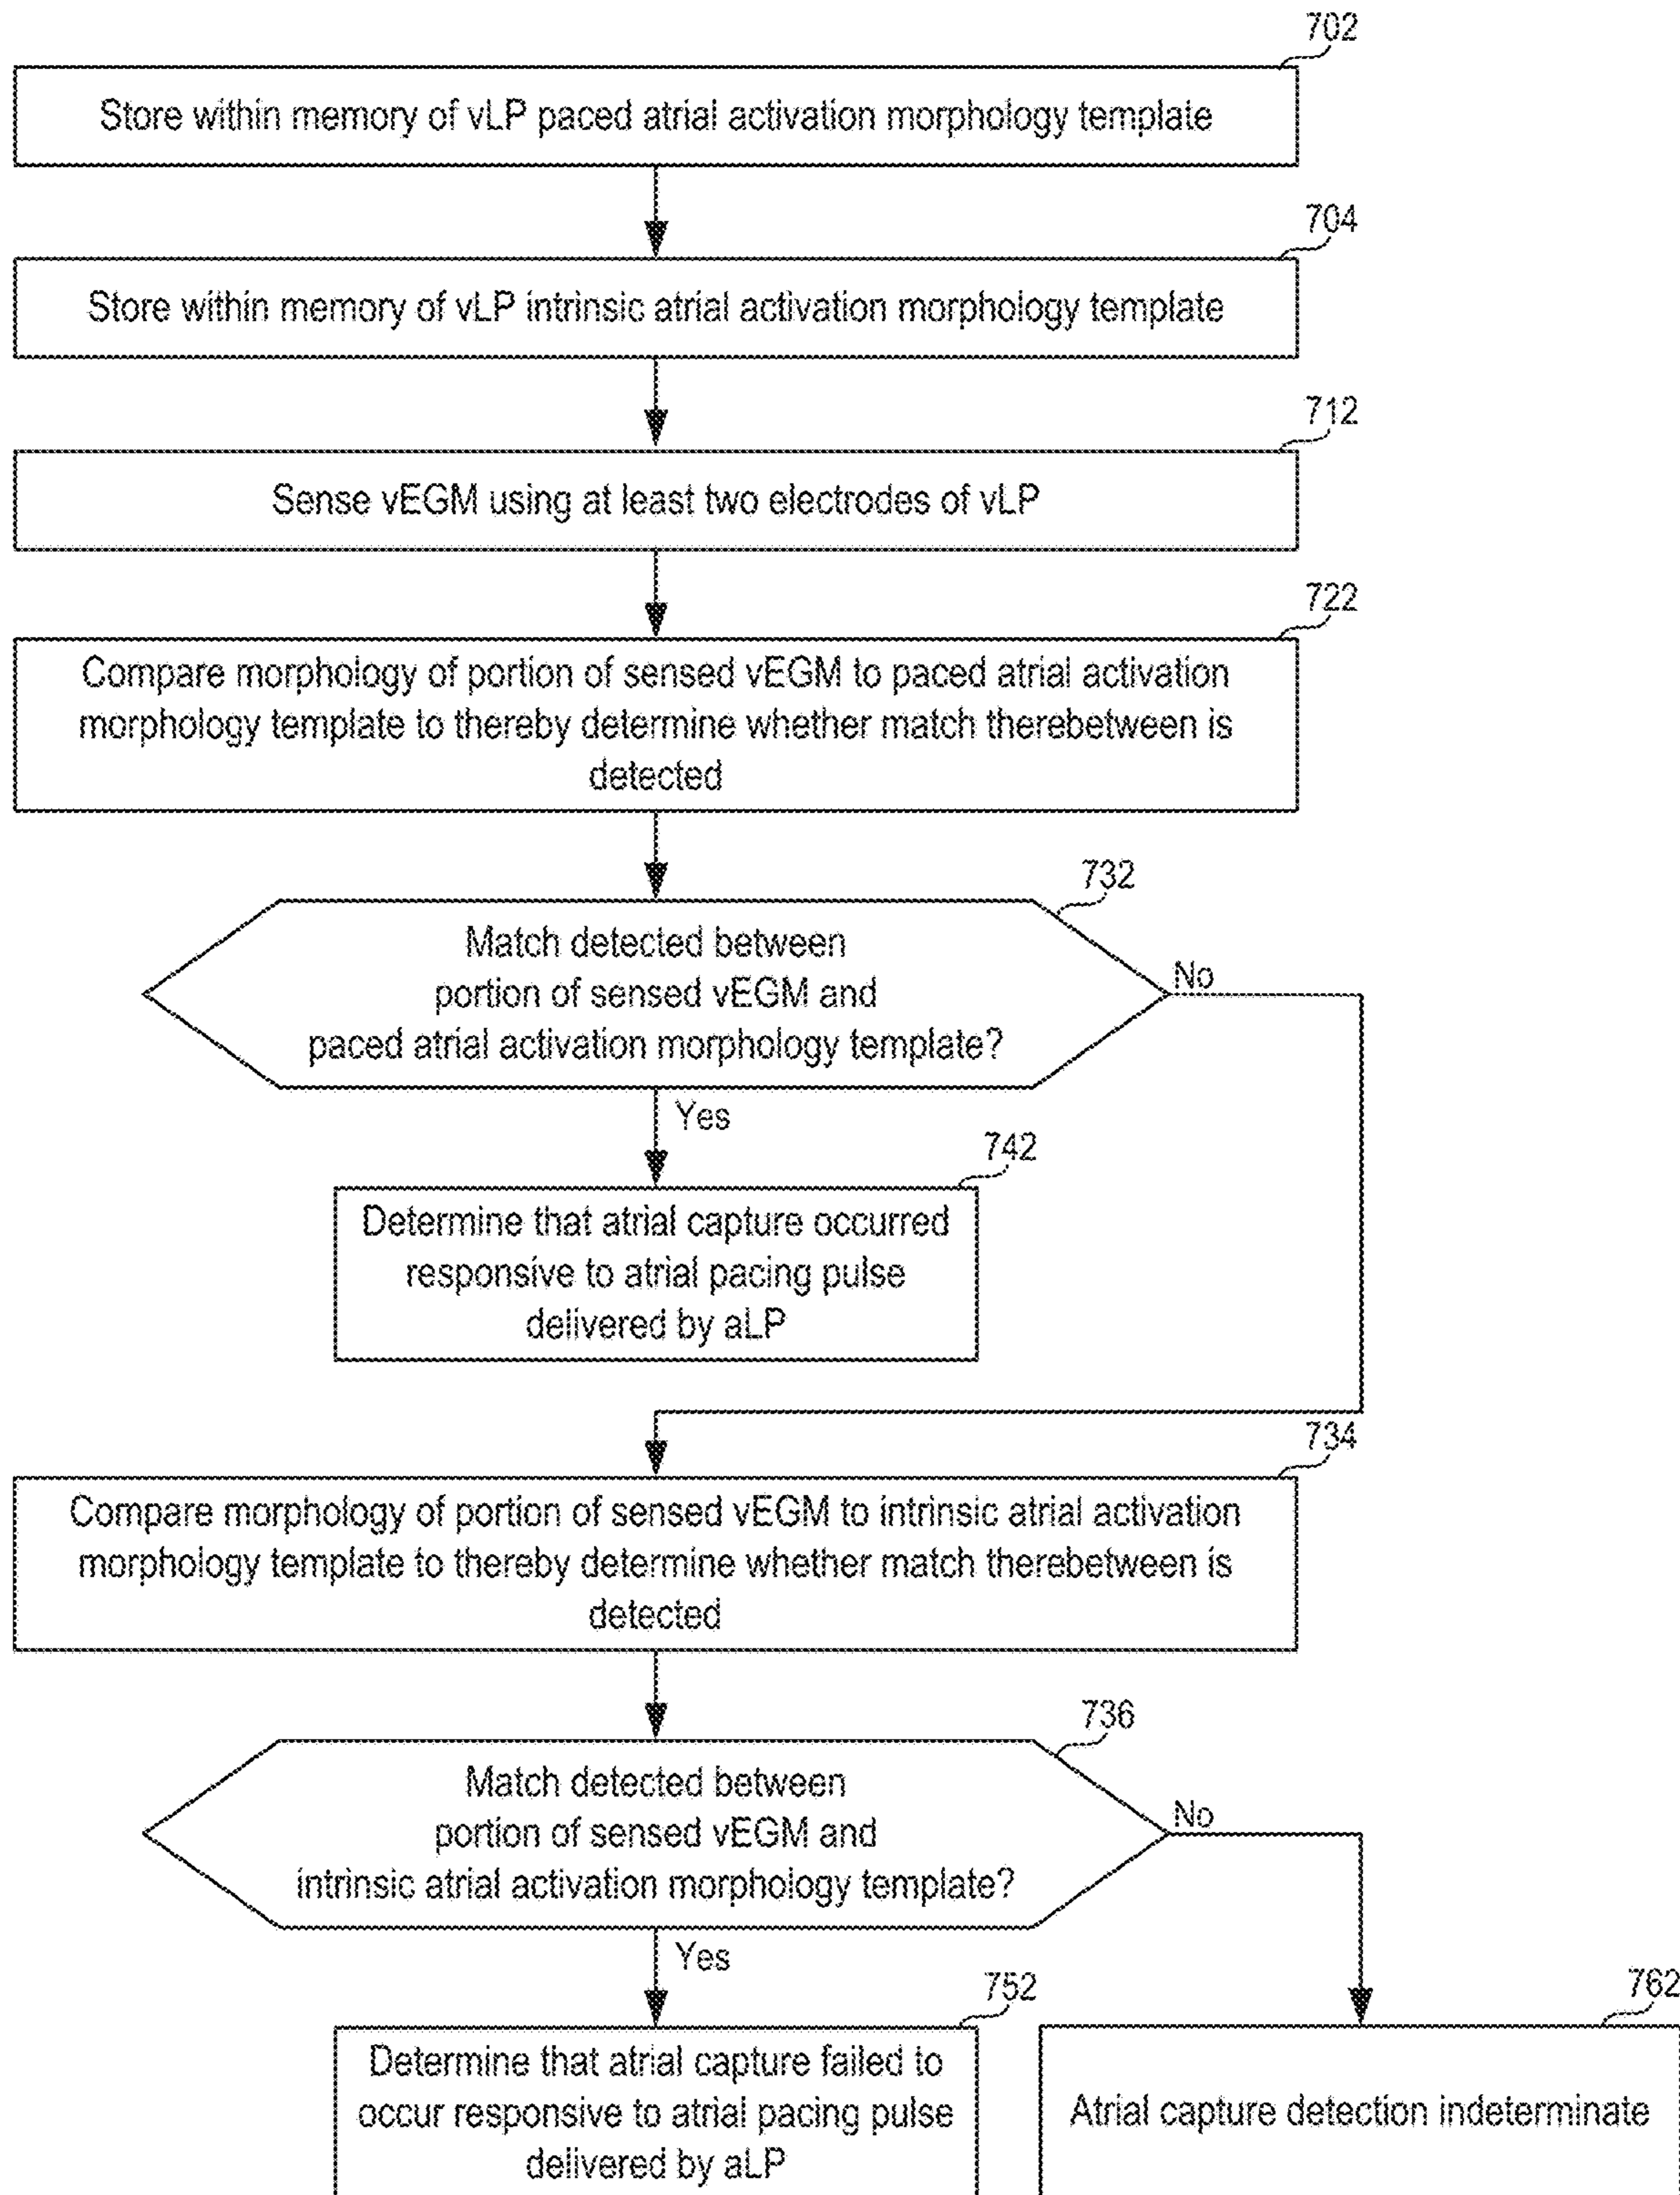 702
Store within memory of vLP paced atrial activation morphology template
704
Store within memory of vLP intrinsic atrial activation morphology template
712
Sense vEGM using at least two electrodes of vLP
722
Compare morphology of portion of sensed vEGM to paced atrial activation
morphology template to thereby determine whether match therebetween is
detected
732
Match detected between
portion of sensed vEGM and
paced atrial activation morphology template?
No
Yes
742
Determine that atrial capture occurred
responsive to atrial pacing pulse
delivered by aLP
734
Compare morphology of portion of sensed vEGM to intrinsic atrial activation
morphology template to thereby determine whether match therebetween is
detected
736
Match detected between
portion of sensed vEGM and
intrinsic atrial activation morphology template?
No
Yes
752
Determine that atrial capture failed to
occur responsive to atrial pacing pulse
delivered by aLP
762
Atrial capture detection indeterminate